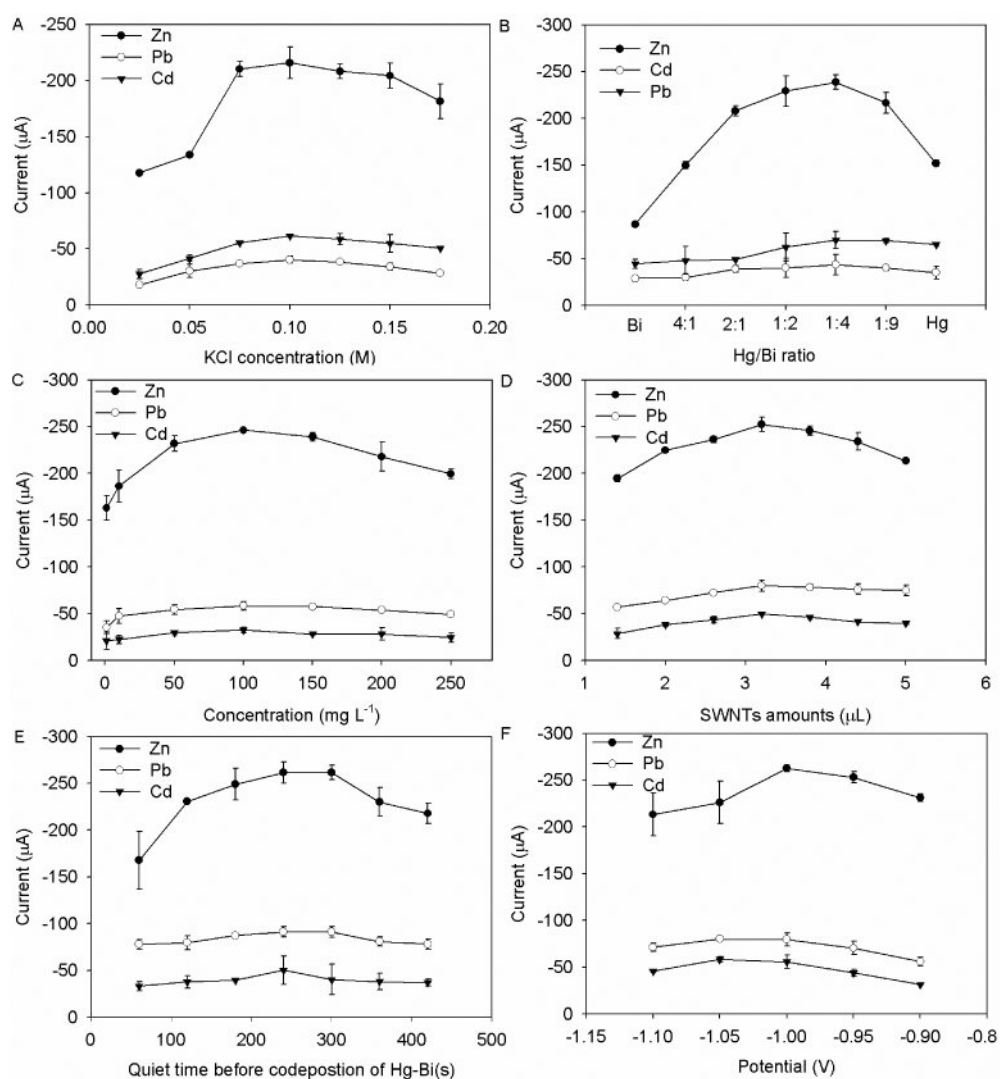 A
-250
-200
-150
-100
-50
0
Current (µA)
Zn
Pb
Cd
0.00 0.05 0.10 0.15 0.20
KCl concentration (M)
B
-300
-250
-200
-150
-100
-50
0
Current (µA)
Zn
Cd
Pb
Bi 4:1 2:1 1:2 1:4 1:9 Hg
Hg/Bi ratio
C
-300
-250
-200
-150
-100
-50
0
Current (µA)
Zn
Pb
Cd
0 50 100 150 200 250
Concentration (mg L⁻¹)
D
-300
-250
-200
-150
-100
-50
0
Current (µA)
Zn
Pb
Cd
1 2 3 4 5 6
SWNTs amounts (µL)
E
-300
-250
-200
-150
-100
-50
0
Current (µA)
Zn
Pb
Cd
0 100 200 300 400 500
Quiet time before codepostion of Hg-Bi(s)
F
-300
-250
-200
-150
-100
-50
0
Current (µA)
Zn
Pb
Cd
-1.15 -1.10 -1.05 -1.00 -0.95 -0.90 -0.8
Potential (V)